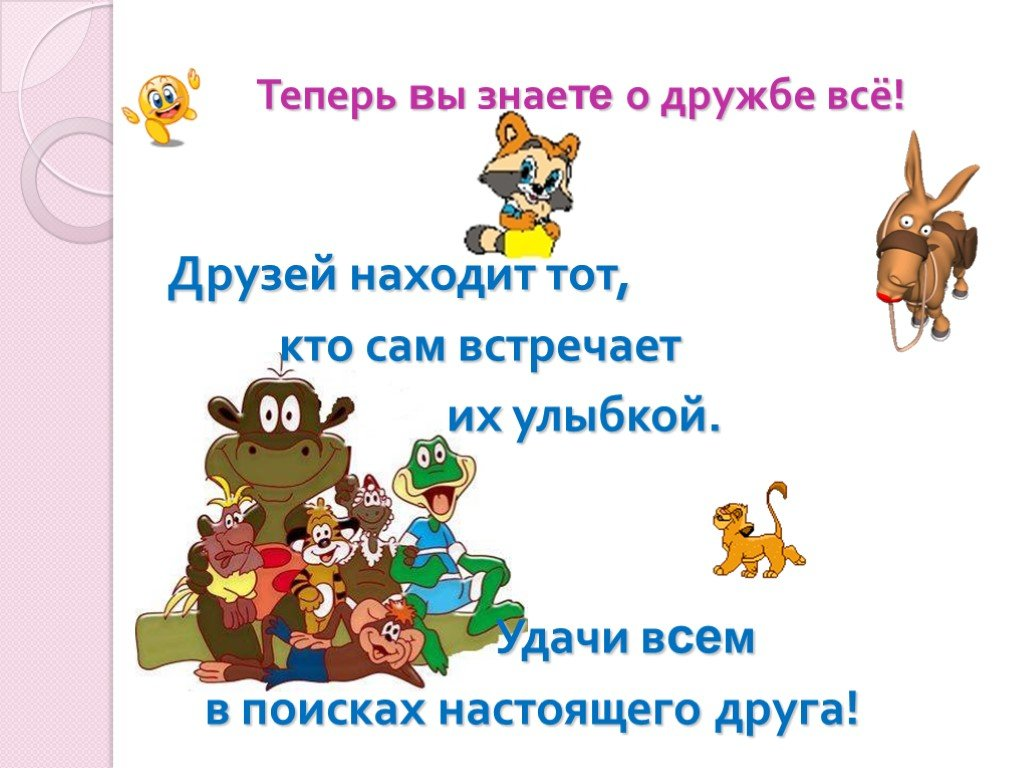 Теперь вы знаете о дружбе всё!
Друзей находит тот,
кто сам встречает
их улыбкой.
Удачи всем
в поисках настоящего друга!